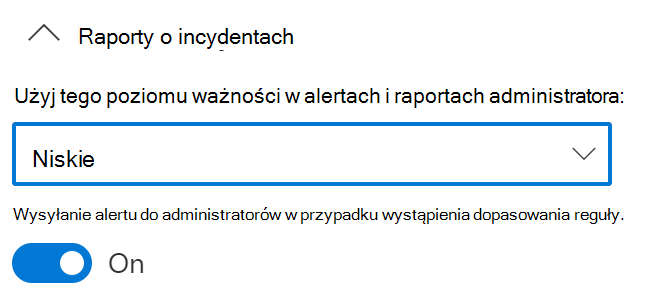 Raporty o incydentach
Użyj tego poziomu ważności w alertach i raportach administratora:
Niskie
Wysyłanie alertu do administratorów w przypadku wystąpienia dopasowania reguły.
On